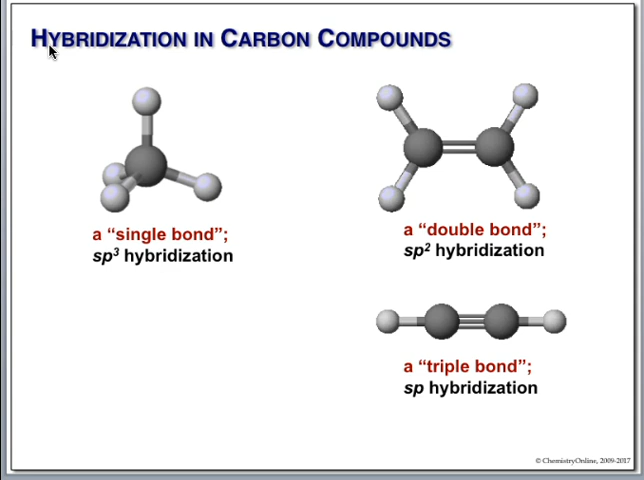 HYBRIDIZATION IN CARBON COMPOUNDS
a “single bond”;
sp³ hybridization
a “double bond”;
sp² hybridization
a “triple bond”;
sp hybridization
© ChemistryOnline, 2009-2017